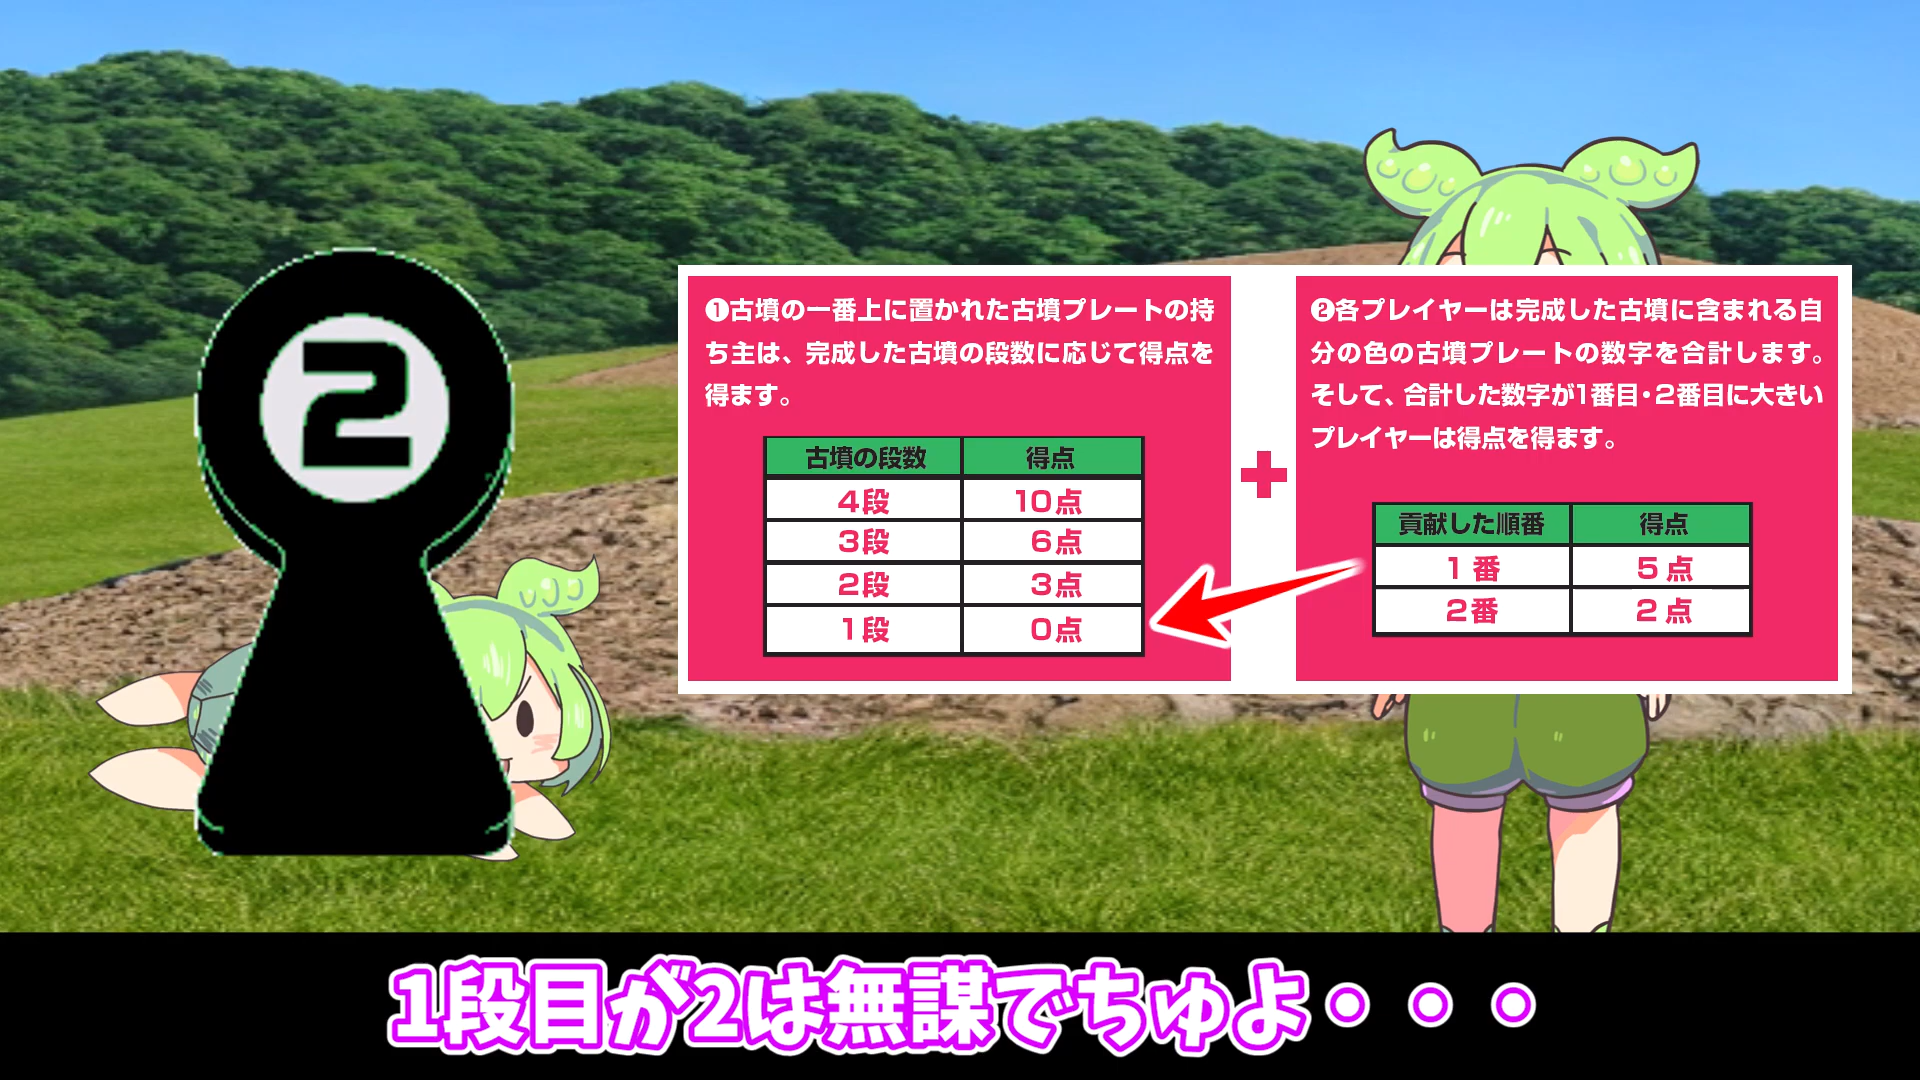 2
❶古墳の一番上に置かれた古墳プレートの持
ち主は、完成した古墳の段数に応じて得点を
得ます。
古墳の段数 得点
4段 10点
3段 6点
2段 3点
1段 0点
+
❷各プレイヤーは完成した古墳に含まれる自
分の色の古墳プレートの数字を合計します。
そして、合計した数字が1番目・2番目に大きい
プレイヤーは得点を得ます。
貢献した順番 得点
1番 5点
2番 2点
1段目が2は無謀でちゅよ・・・